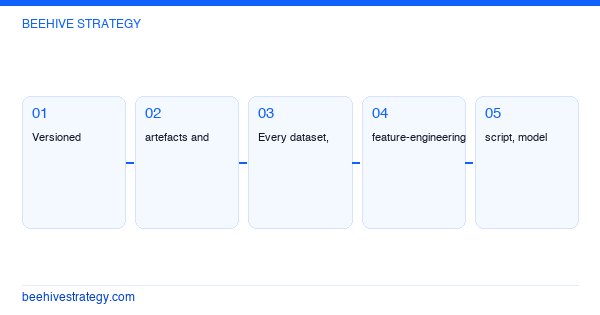 BEEHIVE STRATEGY
01
Versioned
02
artefacts and
03
Every dataset,
04
feature-engineering
05
script, model
beehivestrategy.com